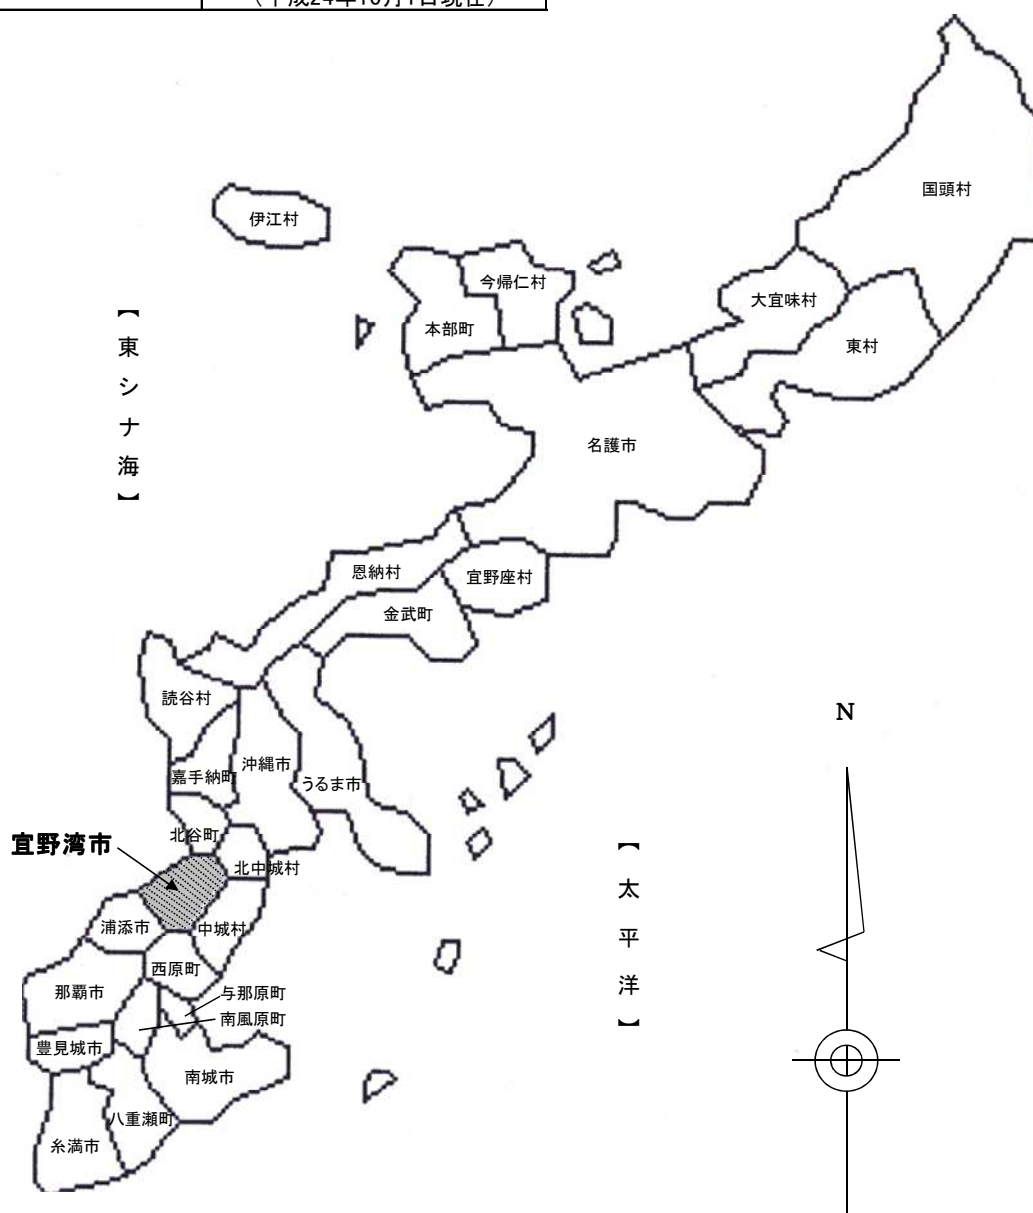 (平成24年10月1日現在)
国頭村
伊江村
今帰仁村
大宜味村
本部町
東村
【東シナ海】
名護市
恩納村
宜野座村
金武町
読谷村
N
沖縄市
嘉手納町
うるま市
北谷町
宜野湾市
北中城村
【太平洋】
浦添市
中城村
西原町
那覇市
与那原町
南風原町
豊見城市
南城市
八重瀬町
糸満市